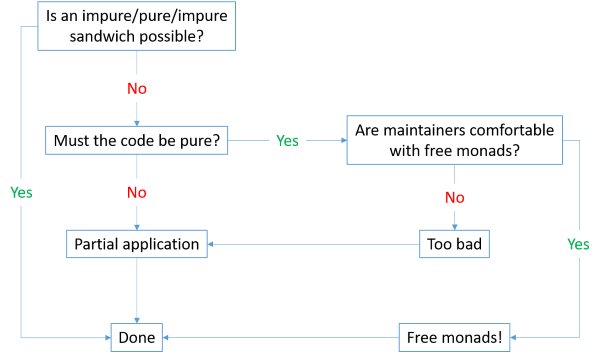 Is an impure/pure/impure
sandwich possible?
No
Must the code be pure?
Yes
Are maintainers comfortable
with free monads?
Yes
No
No
Partial application
Too bad
Yes
Done
Free monads!